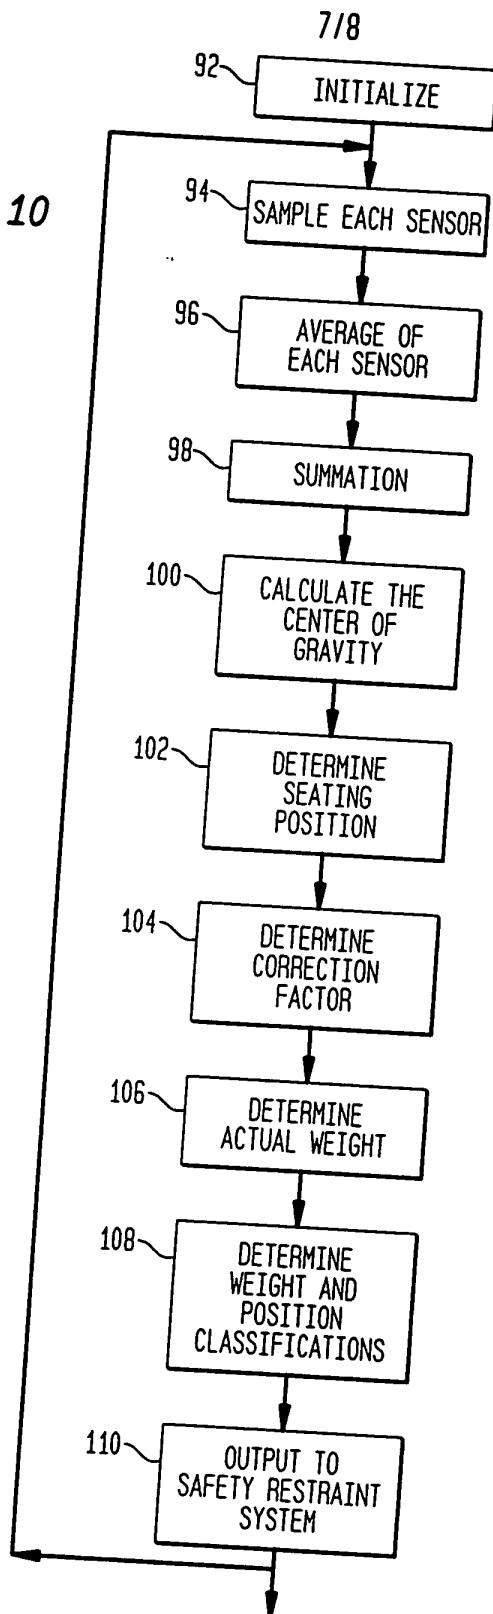 7/8
92
INITIALIZE
10
94
SAMPLE EACH SENSOR
96
AVERAGE OF
EACH SENSOR
98
SUMMATION
100
CALCULATE THE
CENTER OF
GRAVITY
102
DETERMINE
SEATING
POSITION
104
DETERMINE
CORRECTION
FACTOR
106
DETERMINE
ACTUAL WEIGHT
108
DETERMINE
WEIGHT AND
POSITION
CLASSIFICATIONS
110
OUTPUT TO
SAFETY RESTRAINT
SYSTEM